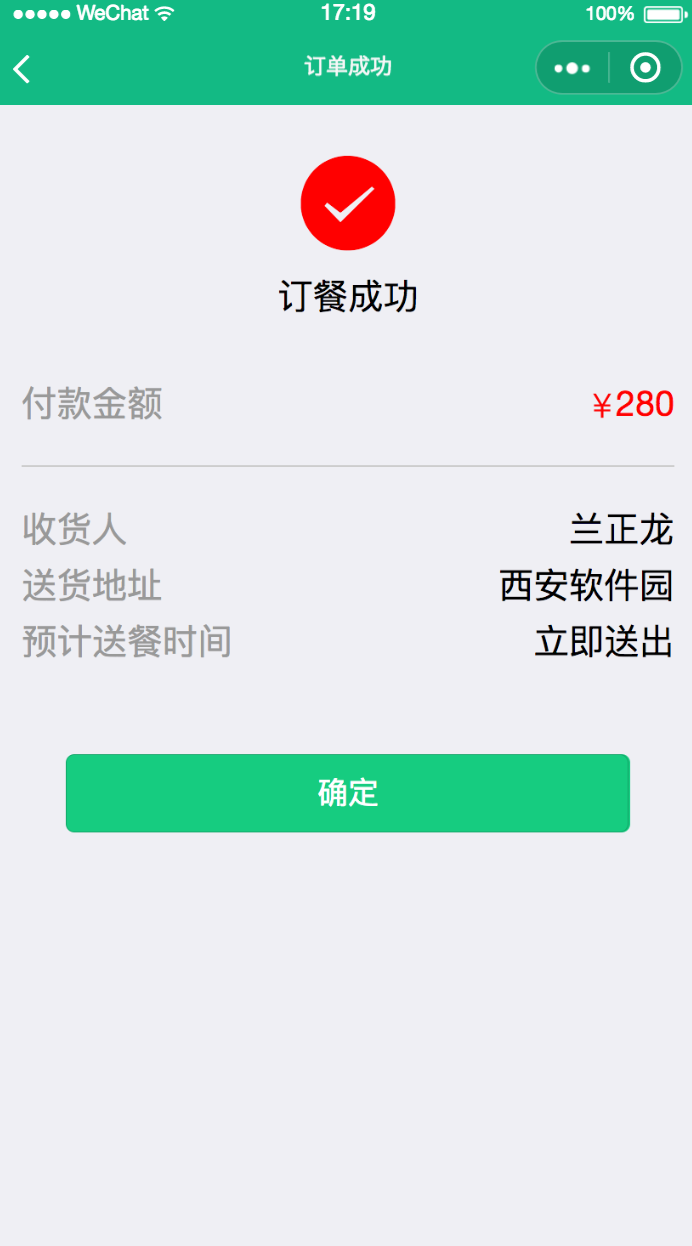 WeChat 17:19 100%
订单成功
订餐成功
付款金额 ¥280
收货人 兰正龙
送货地址 西安软件园
预计送餐时间 立即送出
确定